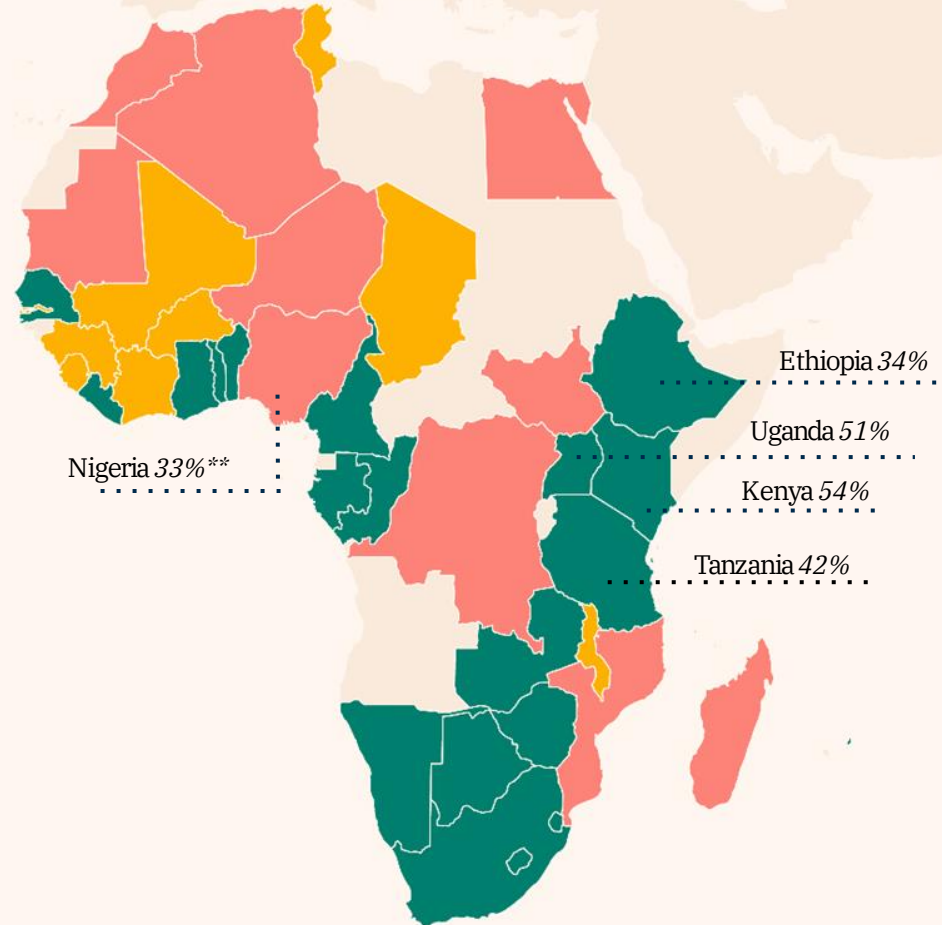 Ethiopia 34%
Uganda 51%
Nigeria 33%**
Kenya 54%
Tanzania 42%